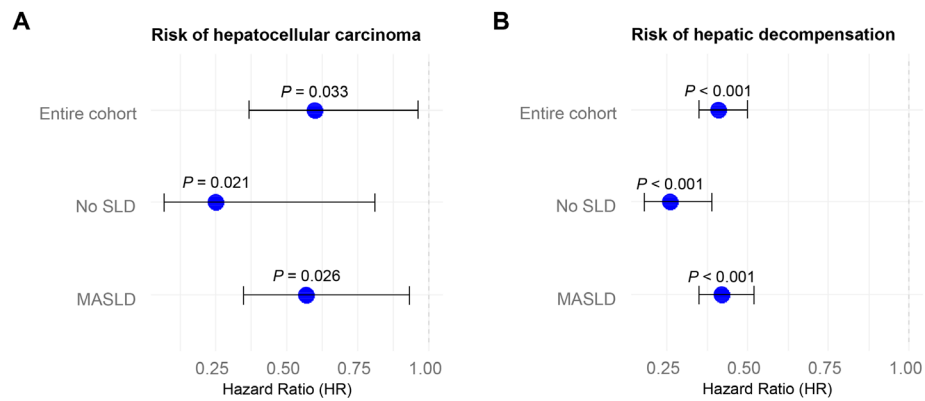 A
Risk of hepatocellular carcinoma
Entire cohort
P = 0.033
No SLD
P = 0.021
MASLD
P = 0.026
0.25 0.50 0.75 1.00
Hazard Ratio (HR)
B
Risk of hepatic decompensation
Entire cohort
P < 0.001
No SLD
P < 0.001
MASLD
P < 0.001
0.25 0.50 0.75 1.00
Hazard Ratio (HR)